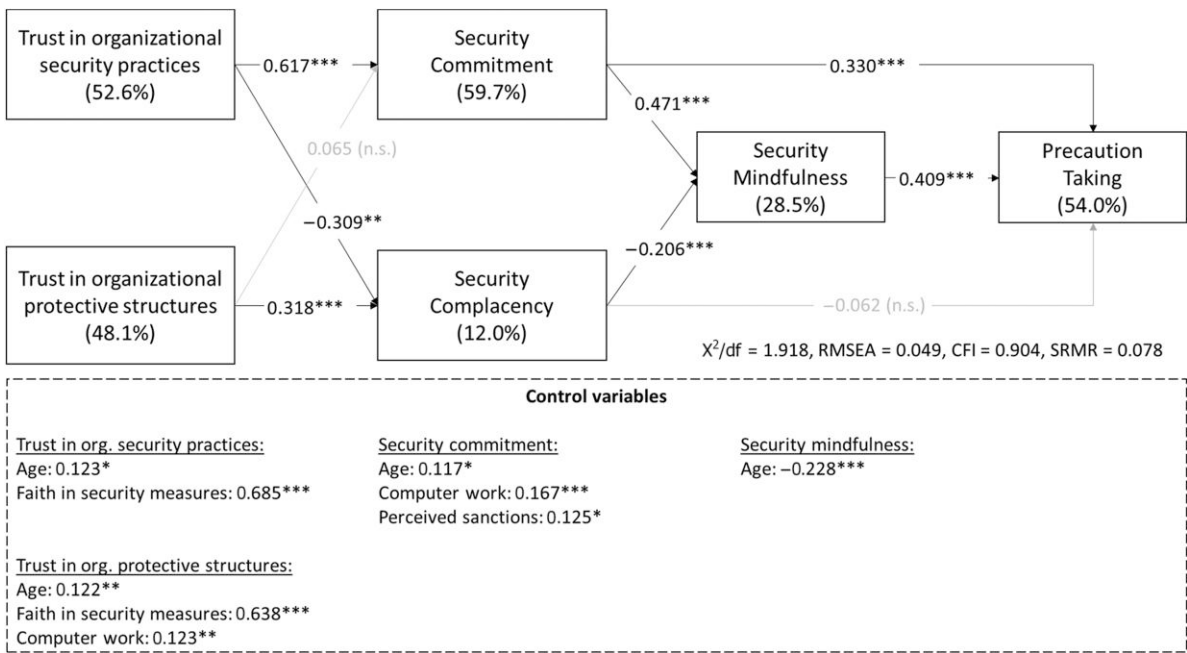 Trust in organizational
security practices
(52.6%)
0.617***
Security
Commitment
(59.7%)
0.330***
0.471***
0.065 (n.s.)
Security
Mindfulness
(28.5%)
0.409***
Precaution
Taking
(54.0%)
−0.309**
−0.206***
Trust in organizational
protective structures
(48.1%)
0.318***
Security
Complacency
(12.0%)
−0.062 (n.s.)
X²/df = 1.918, RMSEA = 0.049, CFI = 0.904, SRMR = 0.078
Control variables
Trust in org. security practices:
Age: 0.123*
Faith in security measures: 0.685***
Security commitment:
Age: 0.117*
Computer work: 0.167***
Perceived sanctions: 0.125*
Security mindfulness:
Age: −0.228***
Trust in org. protective structures:
Age: 0.122**
Faith in security measures: 0.638***
Computer work: 0.123**